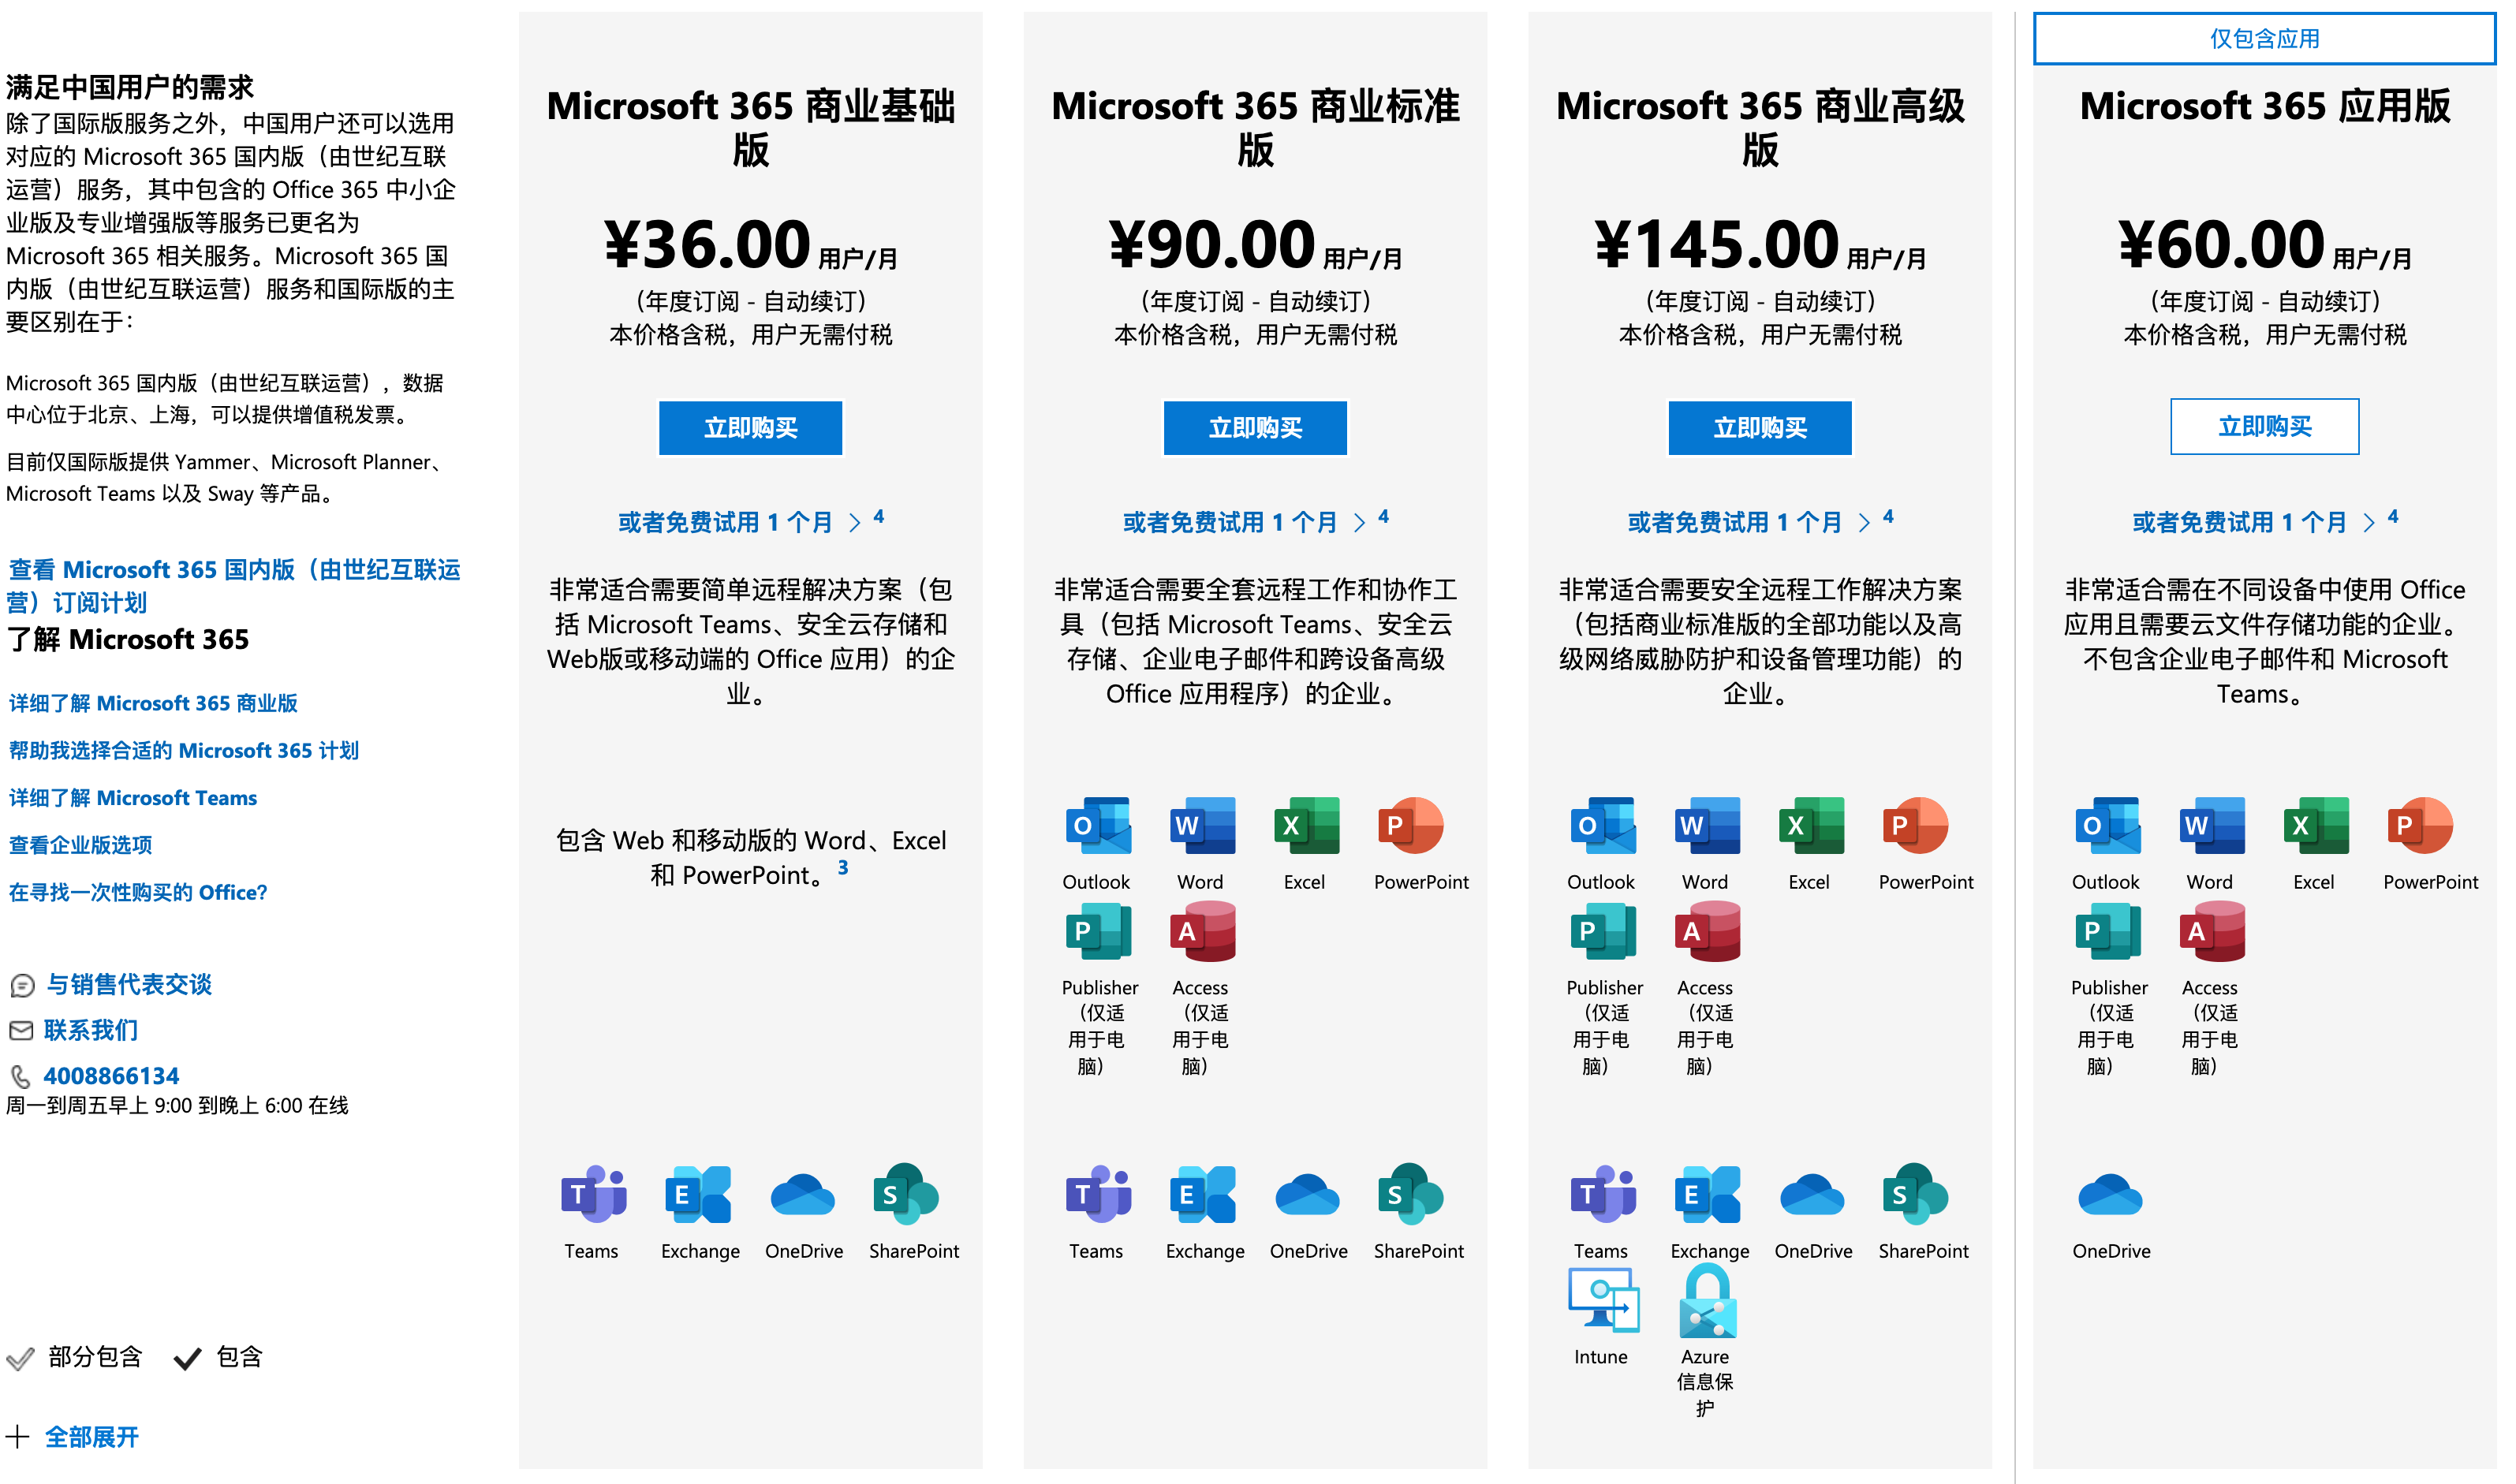 满足中国用户的需求
除了国际版服务之外，中国用户还可以选用
对应的 Microsoft 365 国内版（由世纪互联
运营）服务，其中包含的 Office 365 中小企
业版及专业增强版等服务已更名为
Microsoft 365 相关服务。Microsoft 365 国
内版（由世纪互联运营）服务和国际版的主
要区别在于：
Microsoft 365 国内版（由世纪互联运营），数据
中心位于北京、上海，可以提供增值税发票。
目前仅国际版提供 Yammer、Microsoft Planner、
Microsoft Teams 以及 Sway 等产品。
查看 Microsoft 365 国内版（由世纪互联运
营）订阅计划
了解 Microsoft 365
详细了解 Microsoft 365 商业版
帮助我选择合适的 Microsoft 365 计划
详细了解 Microsoft Teams
查看企业版选项
在寻找一次性购买的 Office?
与销售代表交谈
联系我们
4008866134
周一到周五早上 9:00 到晚上 6:00 在线
部分包含 包含
全部展开
Microsoft 365 商业基础
版
¥36.00 用户/月
（年度订阅 - 自动续订）
本价格含税，用户无需付税
立即购买
或者免费试用 1 个月 > 4
非常适合需要简单远程解决方案（包
括 Microsoft Teams、安全云存储和
Web版或移动端的 Office 应用）的企
业。
包含 Web 和移动版的 Word、Excel
和 PowerPoint。3
T E S
Teams Exchange OneDrive SharePoint
Microsoft 365 商业标准
版
¥90.00 用户/月
（年度订阅 - 自动续订）
本价格含税，用户无需付税
立即购买
或者免费试用 1 个月 > 4
非常适合需要全套远程工作和协作工
具（包括 Microsoft Teams、安全云
存储、企业电子邮件和跨设备高级
Office 应用程序）的企业。
O W X P
Outlook Word Excel PowerPoint
P A
Publisher Access
（仅适 （仅适
用于电 用于电
脑） 脑）
T E S
Teams Exchange OneDrive SharePoint
Microsoft 365 商业高级
版
¥145.00 用户/月
（年度订阅 - 自动续订）
本价格含税，用户无需付税
立即购买
或者免费试用 1 个月 > 4
非常适合需要安全远程工作解决方案
（包括商业标准版的全部功能以及高
级网络威胁防护和设备管理功能）的
企业。
O W X P
Outlook Word Excel PowerPoint
P A
Publisher Access
（仅适 （仅适
用于电 用于电
脑） 脑）
T E S
Teams Exchange OneDrive SharePoint
Intune Azure
信息保
护
仅包含应用
Microsoft 365 应用版
¥60.00 用户/月
（年度订阅 - 自动续订）
本价格含税，用户无需付税
立即购买
或者免费试用 1 个月 > 4
非常适合需在不同设备中使用 Office
应用且需要云文件存储功能的企业。
不包含企业电子邮件和 Microsoft
Teams。
O W X P
Outlook Word Excel PowerPoint
P A
Publisher Access
（仅适 （仅适
用于电 用于电
脑） 脑）
OneDrive